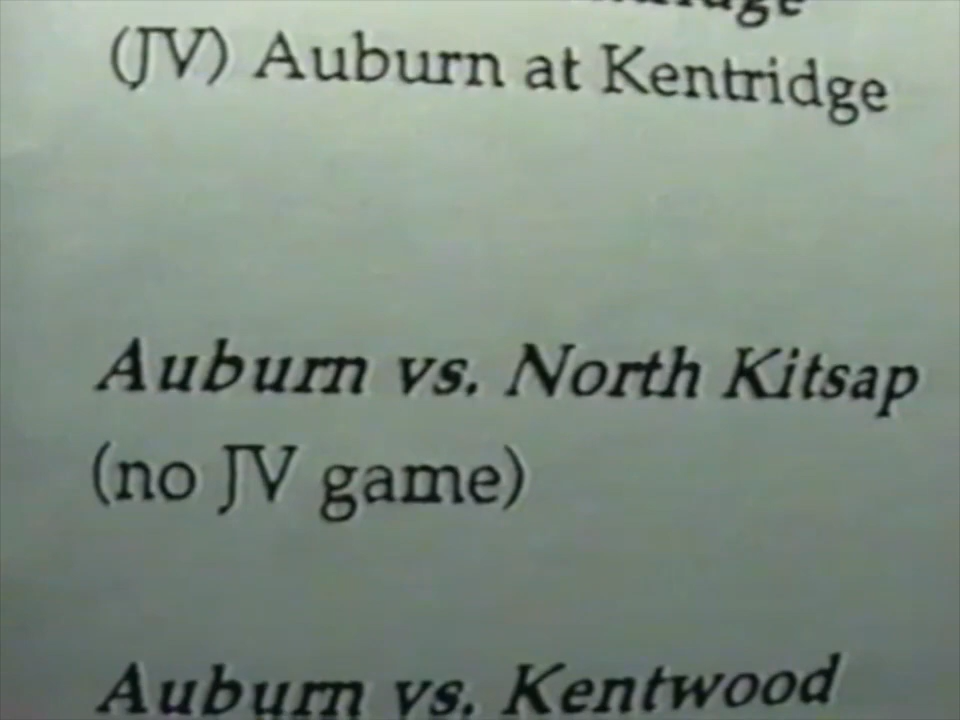 (JV) Auburn at Kentridge
Auburn vs. North Kitsap
(no JV game)
Auburn vs. Kentwood